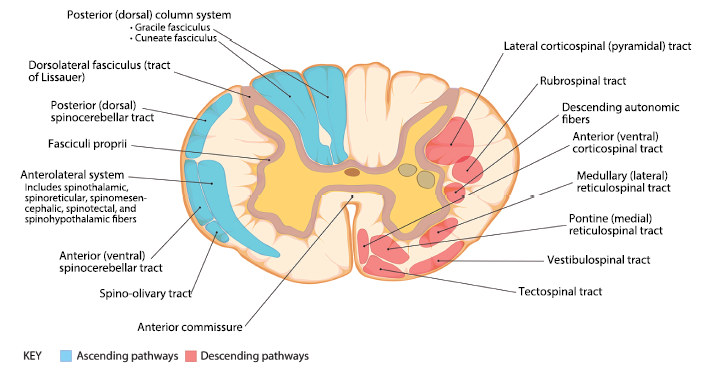 Posterior (dorsal) column system
• Gracile fasciculus
• Cuneate fasciculus
Dorsolateral fasciculus (tract
of Lissauer)
Posterior (dorsal)
spinocerebellar tract
Fasciculi proprii
Anterolateral system
Includes spinothalamic,
spinoreticular, spinomesen-
cephalic, spinotectal, and
spinohypothalamic fibers
Anterior (ventral)
spinocerebellar tract
Spino-olivary tract
Anterior commissure
Lateral corticospinal (pyramidal) tract
Rubrospinal tract
Descending autonomic
fibers
Anterior (ventral)
corticospinal tract
Medullary (lateral)
reticulospinal tract
Pontine (medial)
reticulospinal tract
Vestibulospinal tract
Tectospinal tract
KEY Ascending pathways Descending pathways